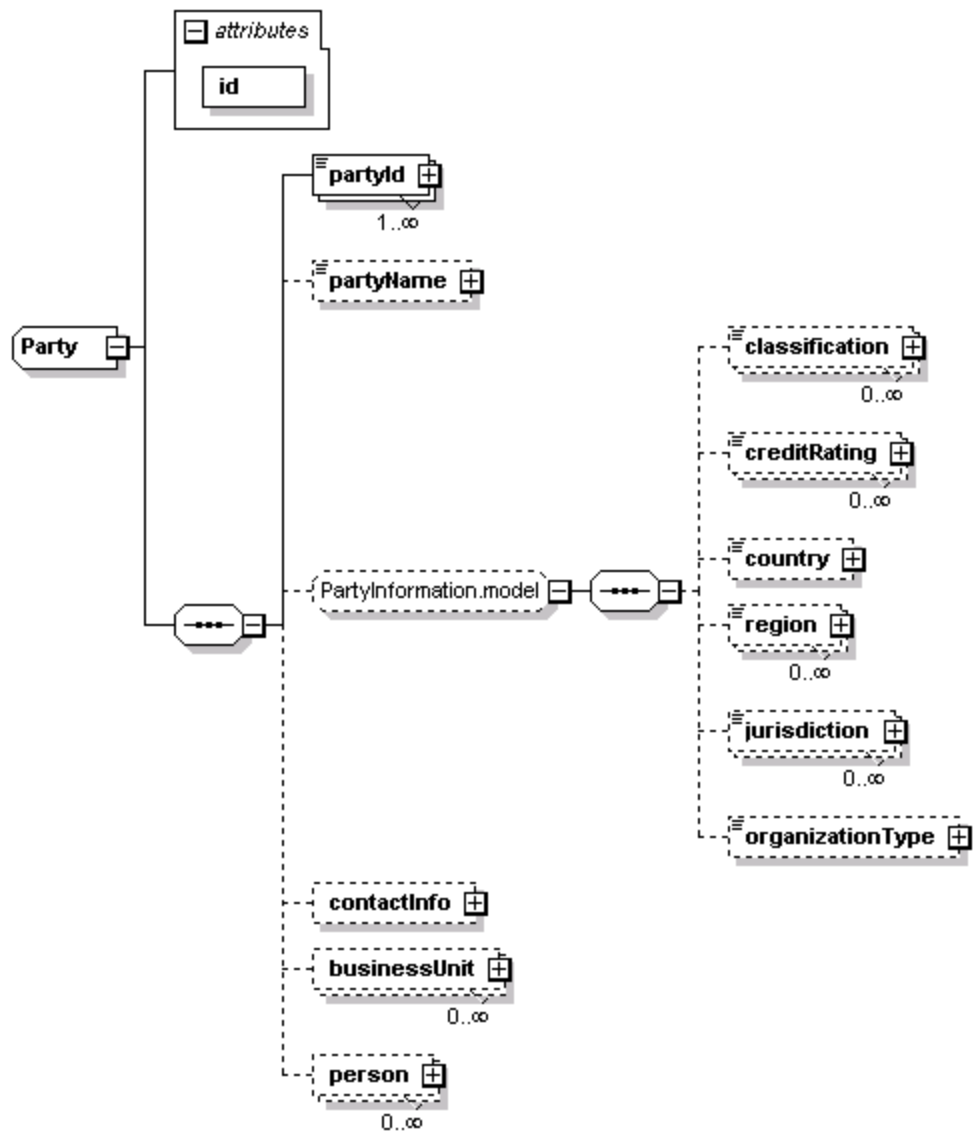 attributes
id
partyId
1..∞
partyName
Party
classification
0..∞
creditRating
0..∞
country
PartyInformation.model
region
0..∞
jurisdiction
0..∞
organizationType
contactInfo
businessUnit
0..∞
person
0..∞